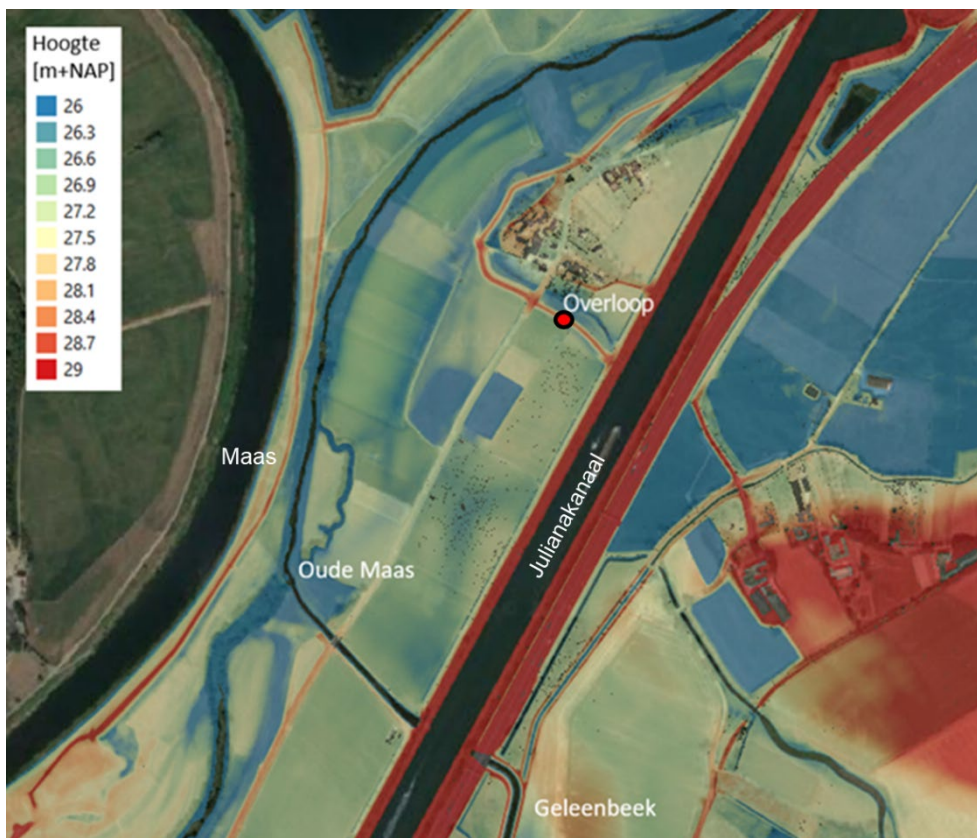 Hoogte
[m+NAP]
26
26.3
26.6
26.9
27.2
27.5
27.8
28.1
28.4
28.7
29
Overloop
Maas
Julianakanaal
Oude Maas
Geleenbeek